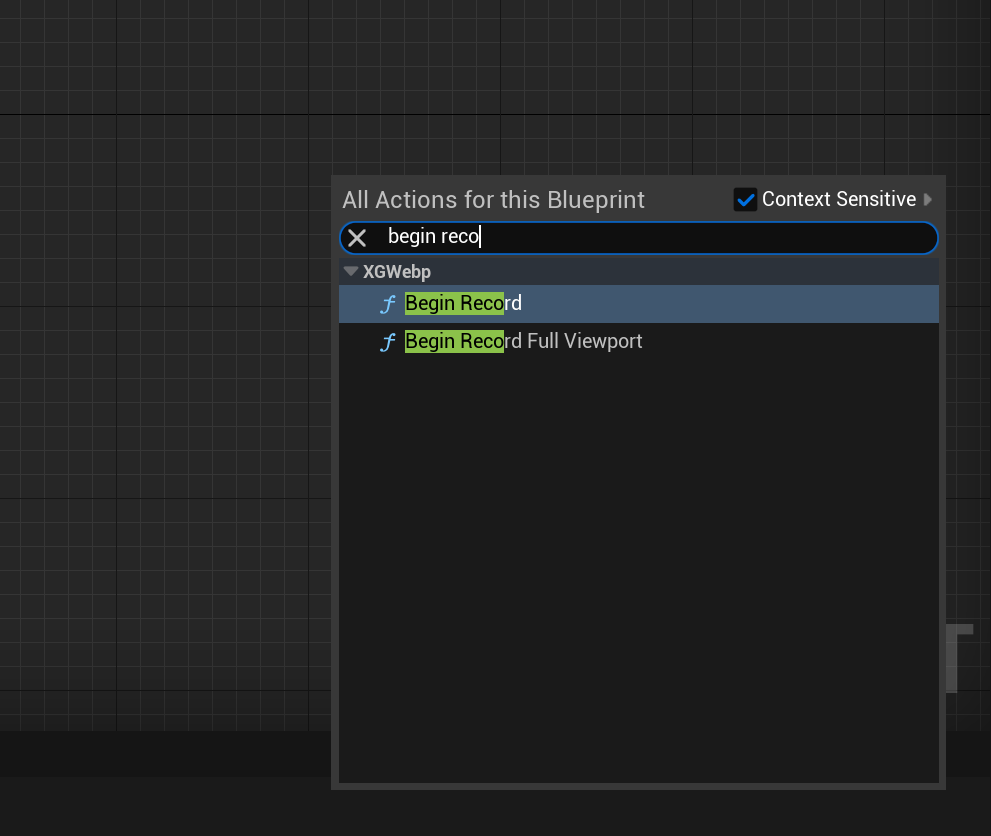 All Actions for this Blueprint
Context Sensitive
begin reco
XGWebp
Begin Record
Begin Record Full Viewport